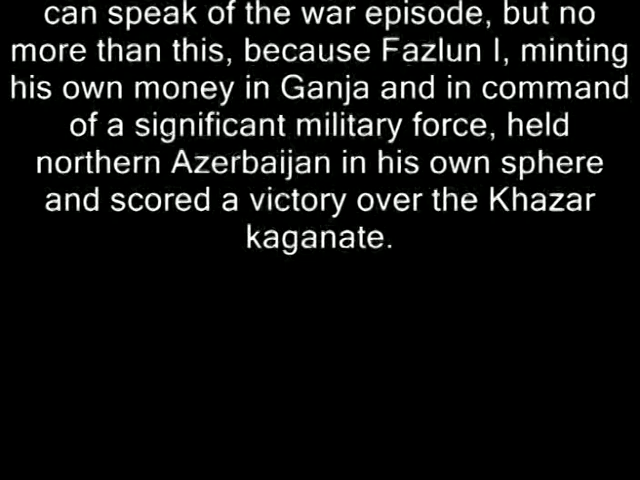 can speak of the war episode, but no
more than this, because Fazlun I, minting
his own money in Ganja and in command
of a significant military force, held
northern Azerbaijan in his own sphere
and scored a victory over the Khazar
kaganate.